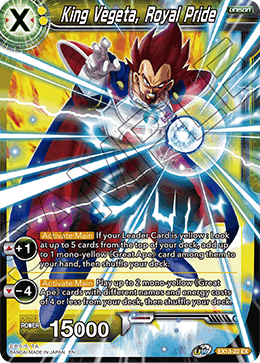 X
King Vegeta, Royal Pride
UNISON
+1
Activate:Main If your Leader Card is yellow: Look
at up to 5 cards from the top of your deck, add up
to 1 mono-yellow 《Great Ape》 card among them to
your hand, then shuffle your deck.
-4
Activate:Main Play up to 2 mono-yellow 《Great
Ape》 cards with different names and energy costs
of 4 or less from your deck, then shuffle your deck.
POWER
15000
BANDAI MADE IN JAPAN EN
EX13-22 EX